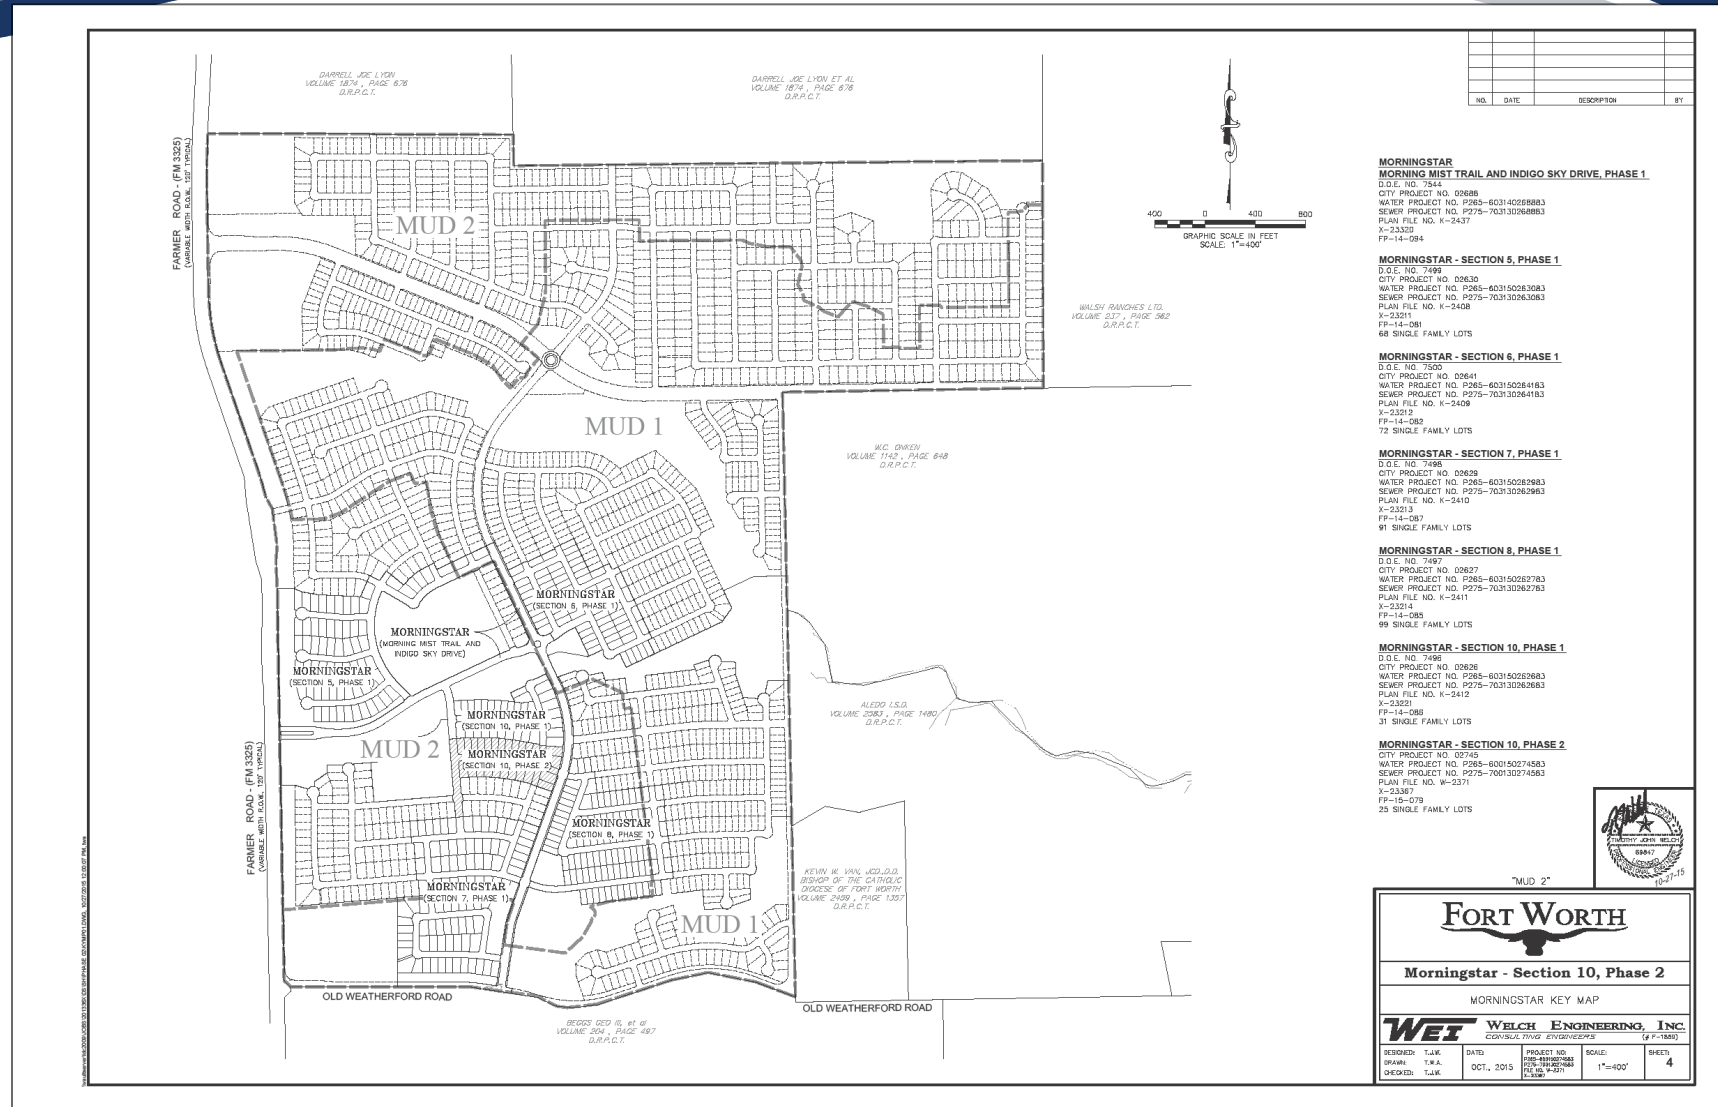 DARRELL JOE LYON
VOLUME 1874 , PAGE 676
D.R.P.C.T.
DARRELL JOE LYON ET AL
VOLUME 1874 , PAGE 676
D.R.P.C.T.
NO.
DATE
DESCRIPTION
BY
FARMER ROAD - (FM 3325)
(VARIABLE WIDTH R.O.W., 120' TYPICAL)
MUD 2
400 0 400 800
GRAPHIC SCALE IN FEET
SCALE: 1"=400'
WALSH RANCHES LTD.
VOLUME 237 , PAGE 562
D.R.P.C.T.
MUD 1
W.C. ONKEN
VOLUME 1142 , PAGE 648
D.R.P.C.T.
MORNINGSTAR
(SECTION 6, PHASE 1)
MORNINGSTAR
(MORNING MIST TRAIL AND
INDIGO SKY DRIVE)
MORNINGSTAR
(SECTION 5, PHASE 1)
MORNINGSTAR
(SECTION 10, PHASE 1)
MORNINGSTAR
(SECTION 10, PHASE 2)
MUD 2
ALEDO I.S.D.
VOLUME 2583 , PAGE 1480
D.R.P.C.T.
FARMER ROAD - (FM 3325)
(VARIABLE WIDTH R.O.W., 120' TYPICAL)
MORNINGSTAR
(SECTION 8, PHASE 1)
MORNINGSTAR
(SECTION 7, PHASE 1)
KEVIN W. VAN, JCD.,D.D.
BISHOP OF THE CATHOLIC
DIOCESE OF FORT WORTH
VOLUME 2499 , PAGE 1357
D.R.P.C.T.
MUD 1
OLD WEATHERFORD ROAD
OLD WEATHERFORD ROAD
BEGGS GEO III, et al
VOLUME 204 , PAGE 497
D.R.P.C.T.
MORNINGSTAR
MORNING MIST TRAIL AND INDIGO SKY DRIVE, PHASE 1
D.O.E. NO. 7544
CITY PROJECT NO. 02688
WATER PROJECT NO. P265-603140268883
SEWER PROJECT NO. P275-703130268883
PLAN FILE NO. K-2437
X-23320
FP-14-094
MORNINGSTAR - SECTION 5, PHASE 1
D.O.E. NO. 7499
CITY PROJECT NO. 02630
WATER PROJECT NO. P265-603150263083
SEWER PROJECT NO. P275-703130263083
PLAN FILE NO. K-2408
X-23211
FP-14-081
68 SINGLE FAMILY LOTS
MORNINGSTAR - SECTION 6, PHASE 1
D.O.E. NO. 7500
CITY PROJECT NO. 02641
WATER PROJECT NO. P265-603150264183
SEWER PROJECT NO. P275-703130264183
PLAN FILE NO. K-2409
X-23212
FP-14-082
72 SINGLE FAMILY LOTS
MORNINGSTAR - SECTION 7, PHASE 1
D.O.E. NO. 7498
CITY PROJECT NO. 02629
WATER PROJECT NO. P265-603150262983
SEWER PROJECT NO. P275-703130262983
PLAN FILE NO. K-2410
X-23213
FP-14-087
91 SINGLE FAMILY LOTS
MORNINGSTAR - SECTION 8, PHASE 1
D.O.E. NO. 7497
CITY PROJECT NO. 02627
WATER PROJECT NO. P265-603150262783
SEWER PROJECT NO. P275-703130262783
PLAN FILE NO. K-2411
X-23214
FP-14-085
99 SINGLE FAMILY LOTS
MORNINGSTAR - SECTION 10, PHASE 1
D.O.E. NO. 7496
CITY PROJECT NO. 02626
WATER PROJECT NO. P265-603150262683
SEWER PROJECT NO. P275-703130262683
PLAN FILE NO. K-2412
X-23221
FP-14-086
31 SINGLE FAMILY LOTS
MORNINGSTAR - SECTION 10, PHASE 2
CITY PROJECT NO. 02745
WATER PROJECT NO. P265-600150274583
SEWER PROJECT NO. P275-700130274583
PLAN FILE NO. W-2371
X-23367
FP-15-079
25 SINGLE FAMILY LOTS
TIMOTHY JOHN WELCH
69847
LICENSED
10-27-15
"MUD 2"
FORT WORTH
Morningstar - Section 10, Phase 2
MORNINGSTAR KEY MAP
WEI
WELCH ENGINEERING, INC.
CONSULTING ENGINEERS
(# F-1889)
DESIGNED: T.J.W.
DRAWN: T.W.A.
CHECKED: T.J.W.
DATE:
OCT., 2015
PROJECT NO:
FILE NO. W-2371
X-23367
SCALE:
1"=400'
SHEET:
4